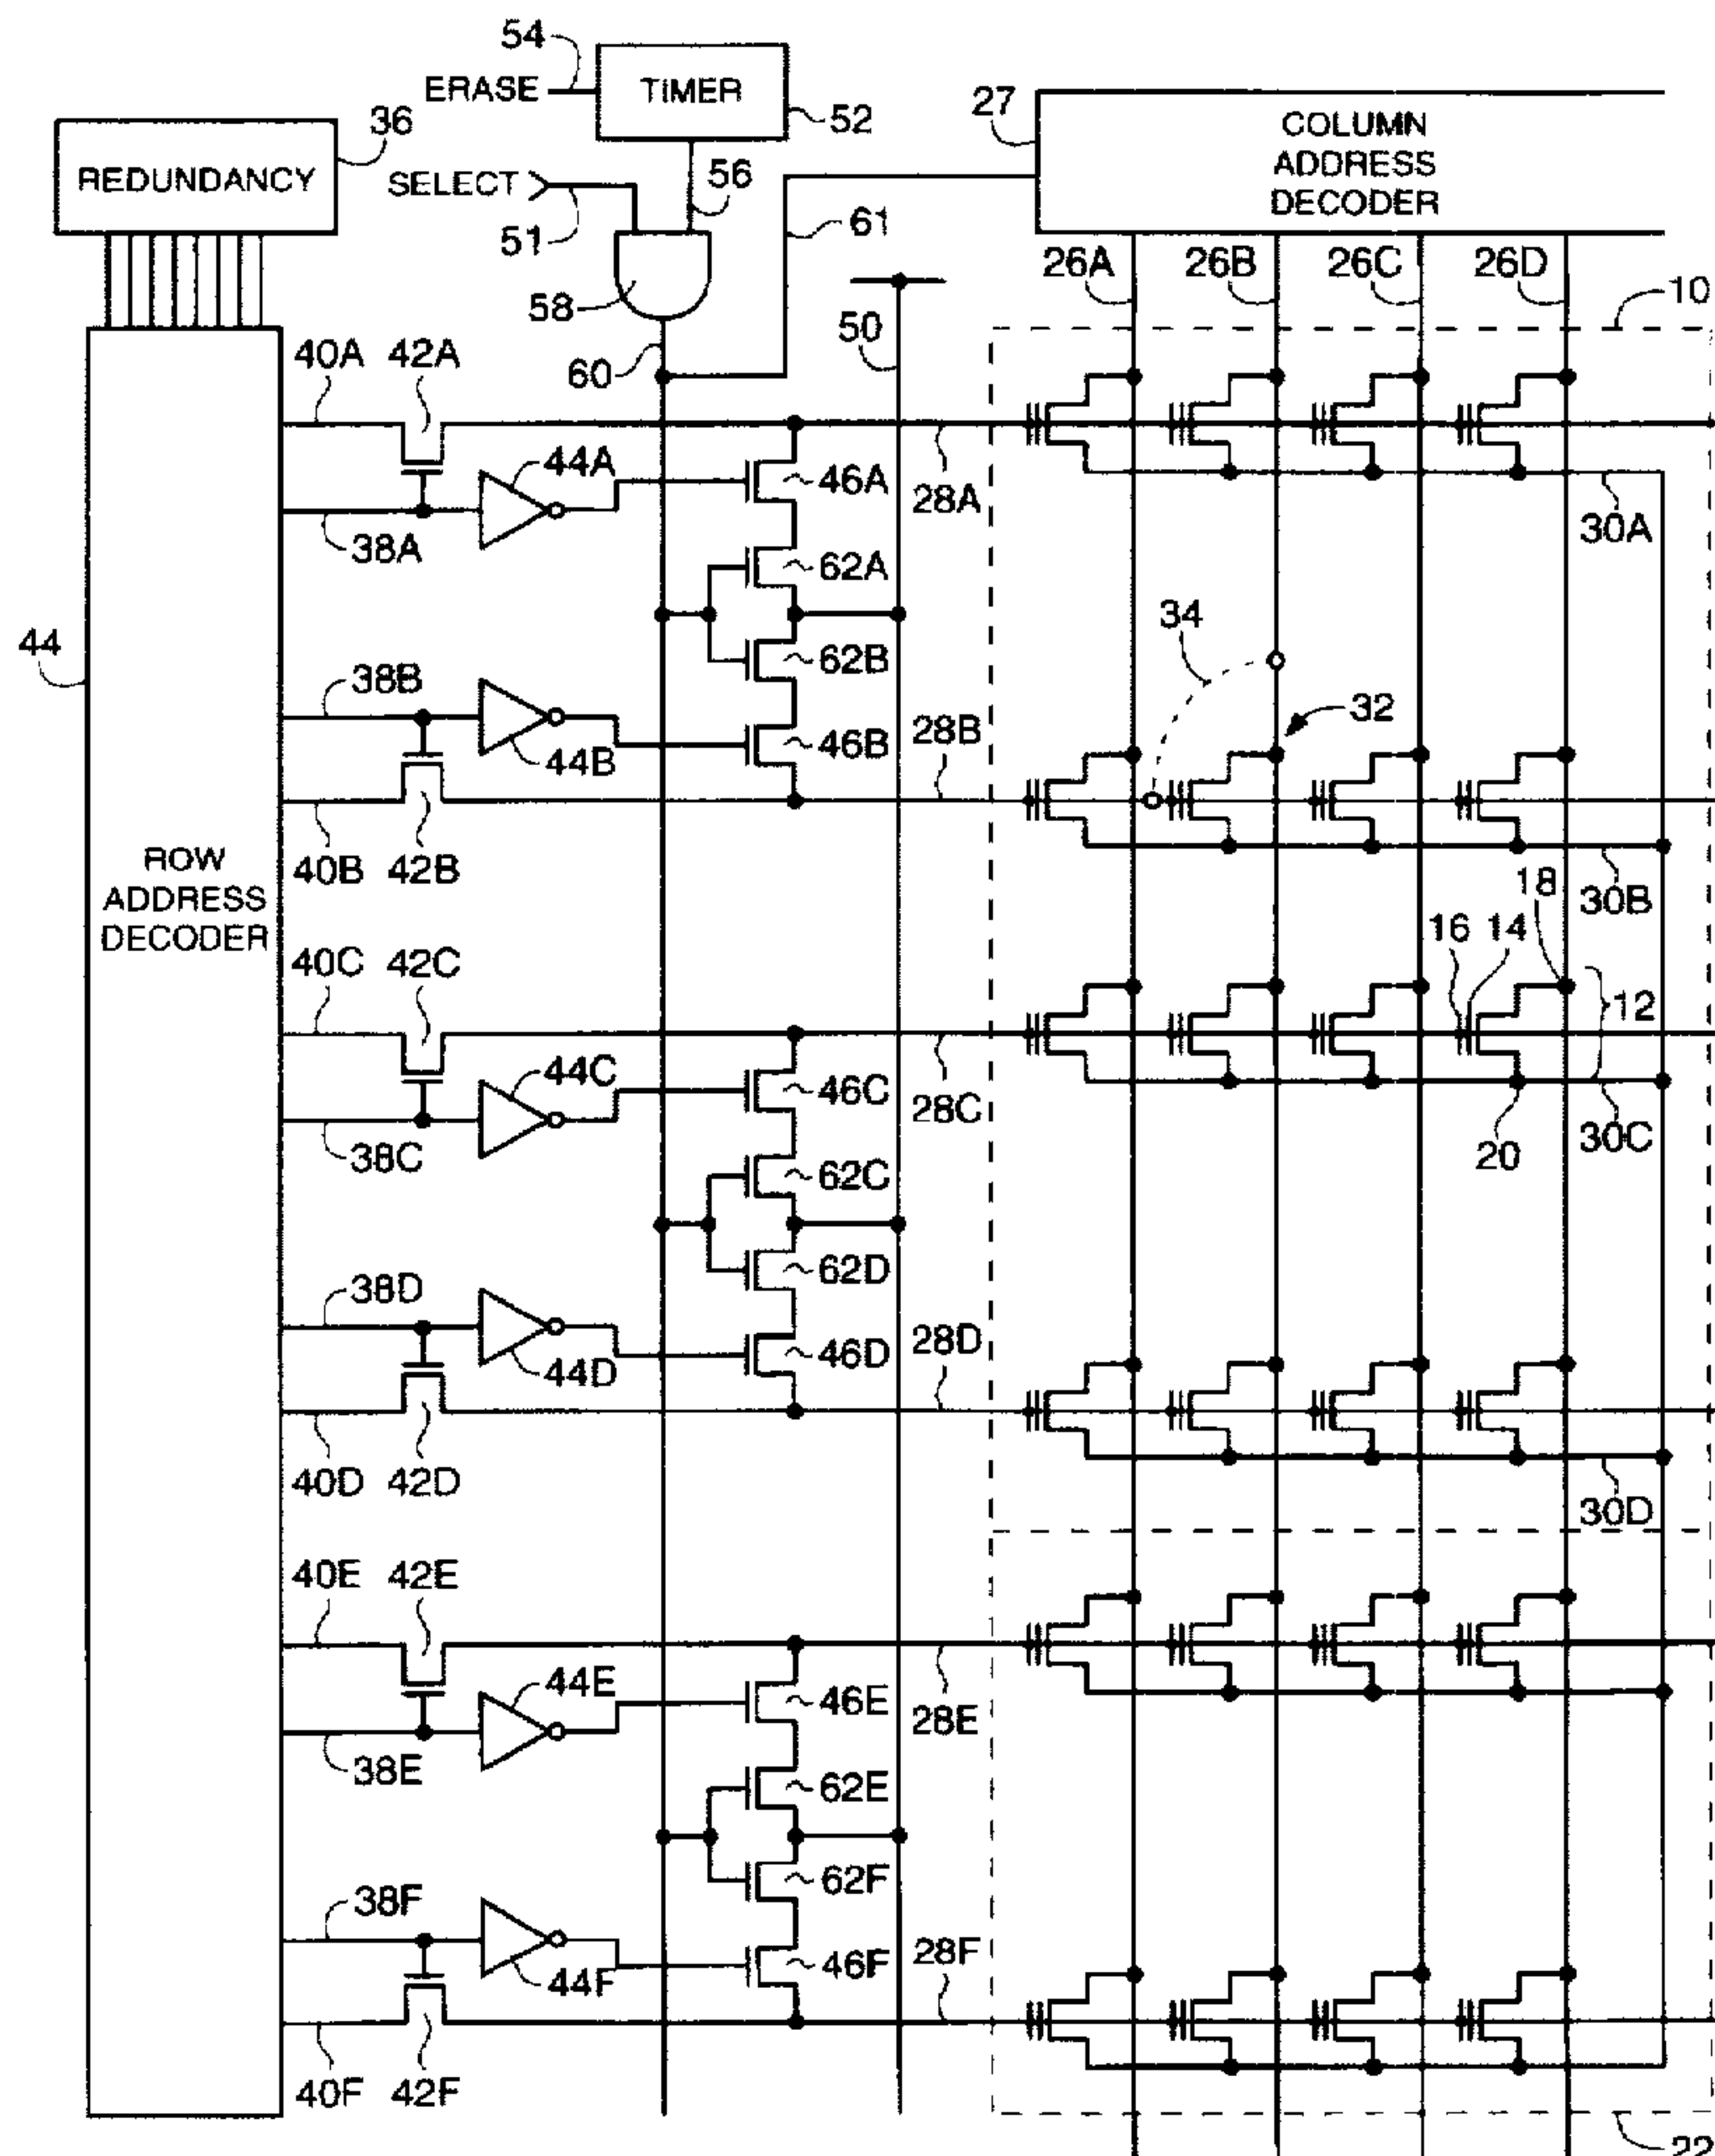 54
ERASE
TIMER
52
27
COLUMN
ADDRESS
DECODER
36
REDUNDANCY
SELECT
51
56
58
61
26A
26B
26C
26D
10
60
50
40A
42A
44A
46A
28A
38A
30A
62A
34
44
62B
38B
32
46B
28B
44B
40B
42B
ROW
ADDRESS
DECODER
18
30B
16
14
40C
42C
12
44C
46C
28C
38C
30C
20
62C
62D
38D
46D
28D
44D
40D
42D
30D
40E
42E
44E
46E
28E
38E
62E
62F
38F
46F
28F
44F
40F
42F
22